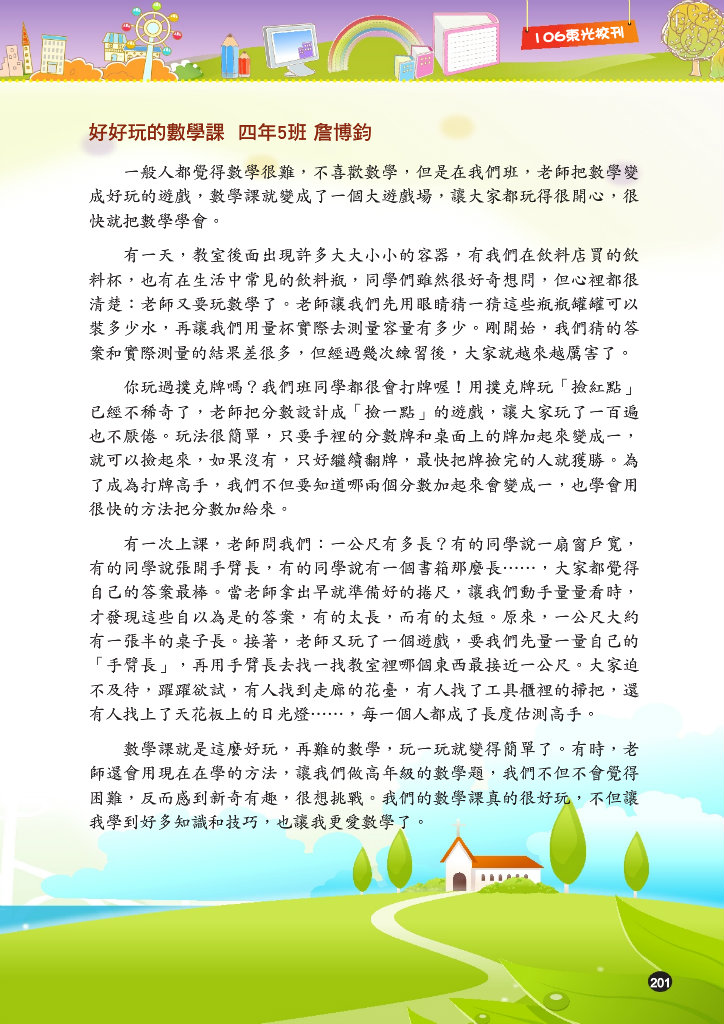 106東光校刊
好好玩的數學課 四年5班 詹博鈞
一般人都覺得數學很難，不喜歡數學，但是在我們班，老師把數學變
成好玩的遊戲，數學課就變成了一個大遊戲場，讓大家都玩得很開心，很
快就把數學學會。
有一天，教室後面出現許多大大小小的容器，有我們在飲料店買的飲
料杯，也有在生活中常見的飲料瓶，同學們雖然很好奇想問，但心裡都很
清楚：老師又要玩數學了。老師讓我們先用眼睛猜一猜這些瓶瓶罐罐可以
裝多少水，再讓我們用量杯實際去測量容量有多少。剛開始，我們猜的答
案和實際測量的結果差很多，但經過幾次練習後，大家就越來越厲害了。
你玩過撲克牌嗎？我們班同學都很會打牌喔！用撲克牌玩「撿紅點」
已經不稀奇了，老師把分數設計成「撿一點」的遊戲，讓大家玩了一百遍
也不厭倦。玩法很簡單，只要手裡的分數牌和桌面上的牌加起來變成一，
就可以撿起來，如果沒有，只好繼續翻牌，最快把牌撿完的人就獲勝。為
了成為打牌高手，我們不但要知道哪兩個分數加起來會變成一，也學會用
很快的方法把分數加給來。
有一次上課，老師問我們：一公尺有多長？有的同學說一扇窗戶寬，
有的同學說張開手臂長，有的同學說有一個書箱那麼長……，大家都覺得
自己的答案最棒。當老師拿出早就準備好的捲尺，讓我們動手量量看時，
才發現這些自以為是的答案，有的太長，而有的太短。原來，一公尺大約
有一張半的桌子長。接著，老師又玩了一個遊戲，要我們先量一量自己的
「手臂長」，再用手臂長去找一找教室裡哪個東西最接近一公尺。大家迫
不及待，躍躍欲試，有人找到走廊的花臺，有人找了工具櫃裡的掃把，還
有人找上了天花板上的日光燈……，每一個人都成了長度估測高手。
數學課就是這麼好玩，再難的數學，玩一玩就變得簡單了。有時，老
師還會用現在在學的方法，讓我們做高年級的數學題，我們不但不會覺得
困難，反而感到新奇有趣，很想挑戰。我們的數學課真的很好玩，不但讓
我學到好多知識和技巧，也讓我更愛數學了。
201